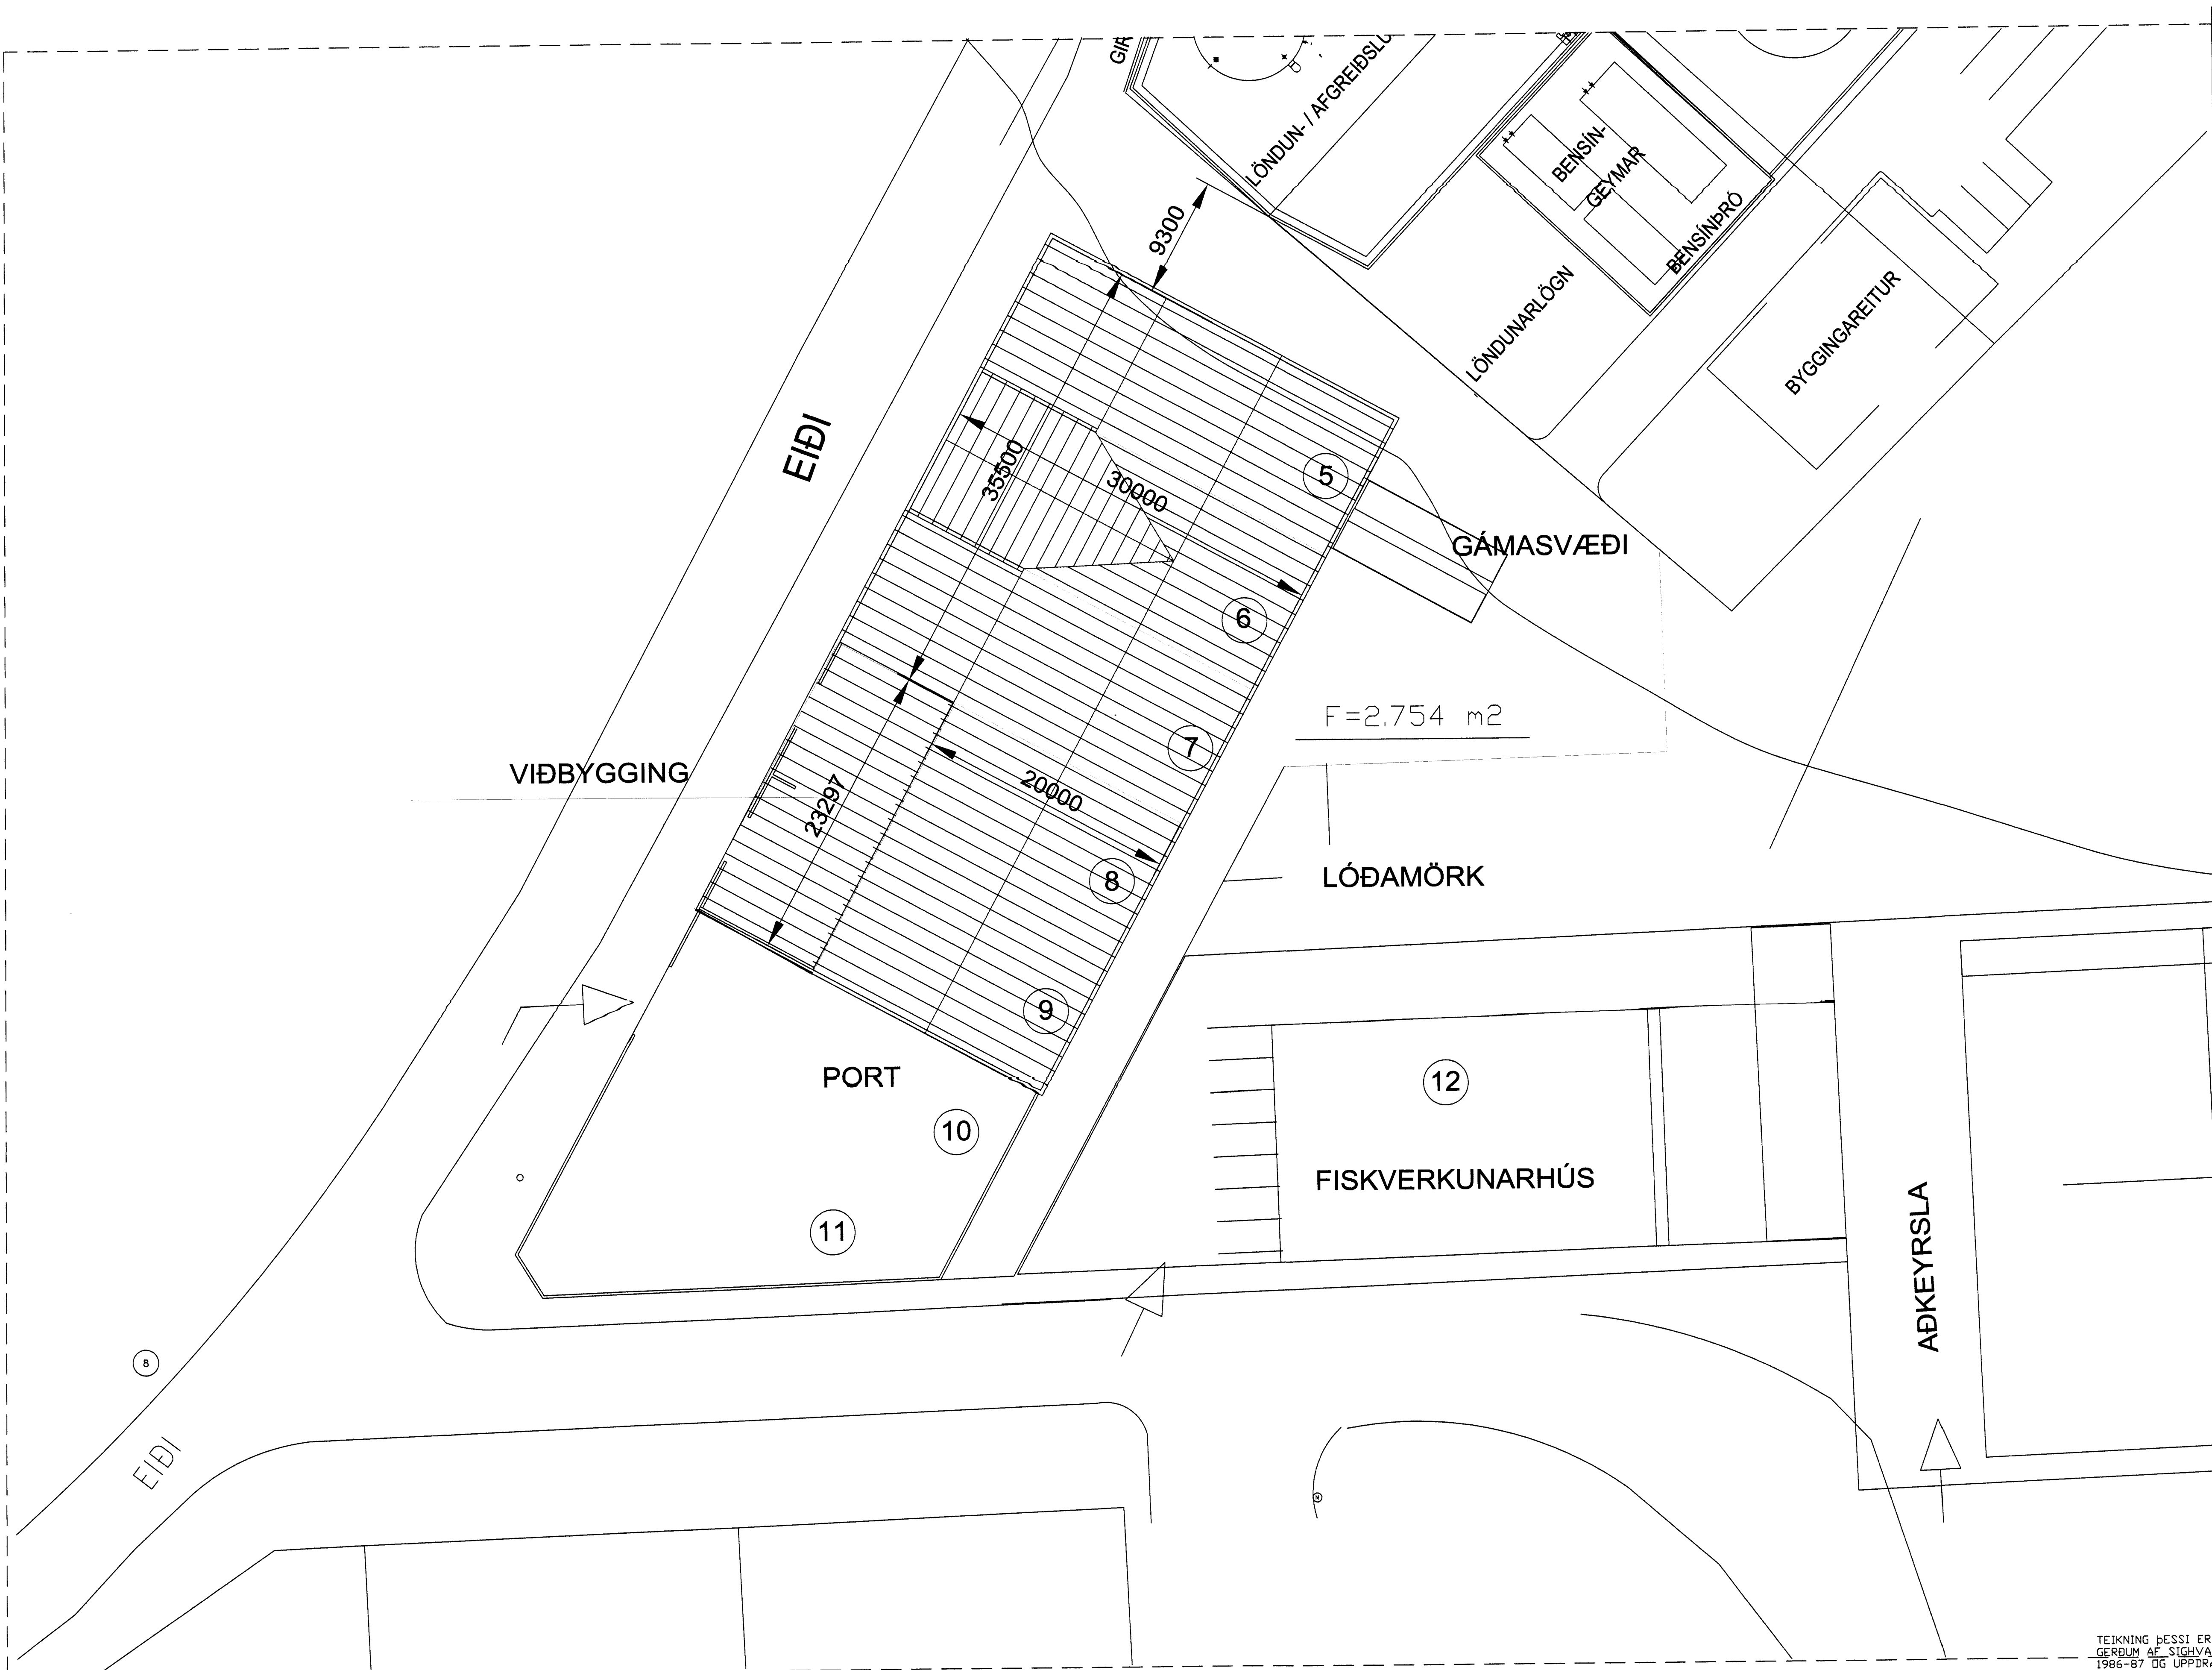 GIR
LÖNDUN- / AFGREIÐSLU
BENSÍN-
GEYMAR
BENSÍNÞRÓ
9300
LÖNDUNARLÖGN
BYGGINGAREITUR
EIÐI
35500
30000
5
GÁMASVÆÐI
6
F=2.754 m2
7
VIÐBYGGING
23297
20000
8
LÓÐAMÖRK
9
PORT
10
12
FISKVERKUNARHÚS
11
AÐKEYRSLA
8
EIÐI
TEIKNING ÞESSI ER
GERÐUM AF SIGHVA
1986-87 OG UPPDRÁ